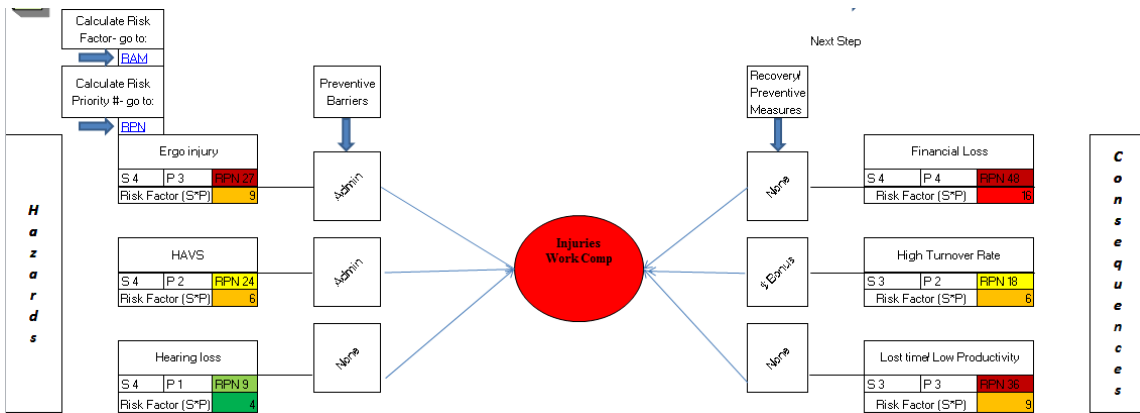 Calculate Risk
Factor- go to:
RAM
Next Step
Calculate Risk
Priority #- go to:
RPN
Preventive
Barriers
Recovery/
Preventive
Measures
Hazards
Ergo injury
S 4 P 3 RPN 27
Risk Factor (S*P) 9
Admin
HAVS
S 4 P 2 RPN 24
Risk Factor (S*P) 6
Admin
Hearing loss
S 4 P 1 RPN 9
Risk Factor (S*P) 4
None
Injuries
Work Comp
None
Financial Loss
S 4 P 4 RPN 48
Risk Factor (S*P) 16
$ Bonus
High Turnover Rate
S 3 P 2 RPN 18
Risk Factor (S*P) 6
None
Lost time/ Low Productivity
S 3 P 3 RPN 36
Risk Factor (S*P) 9
Consequences